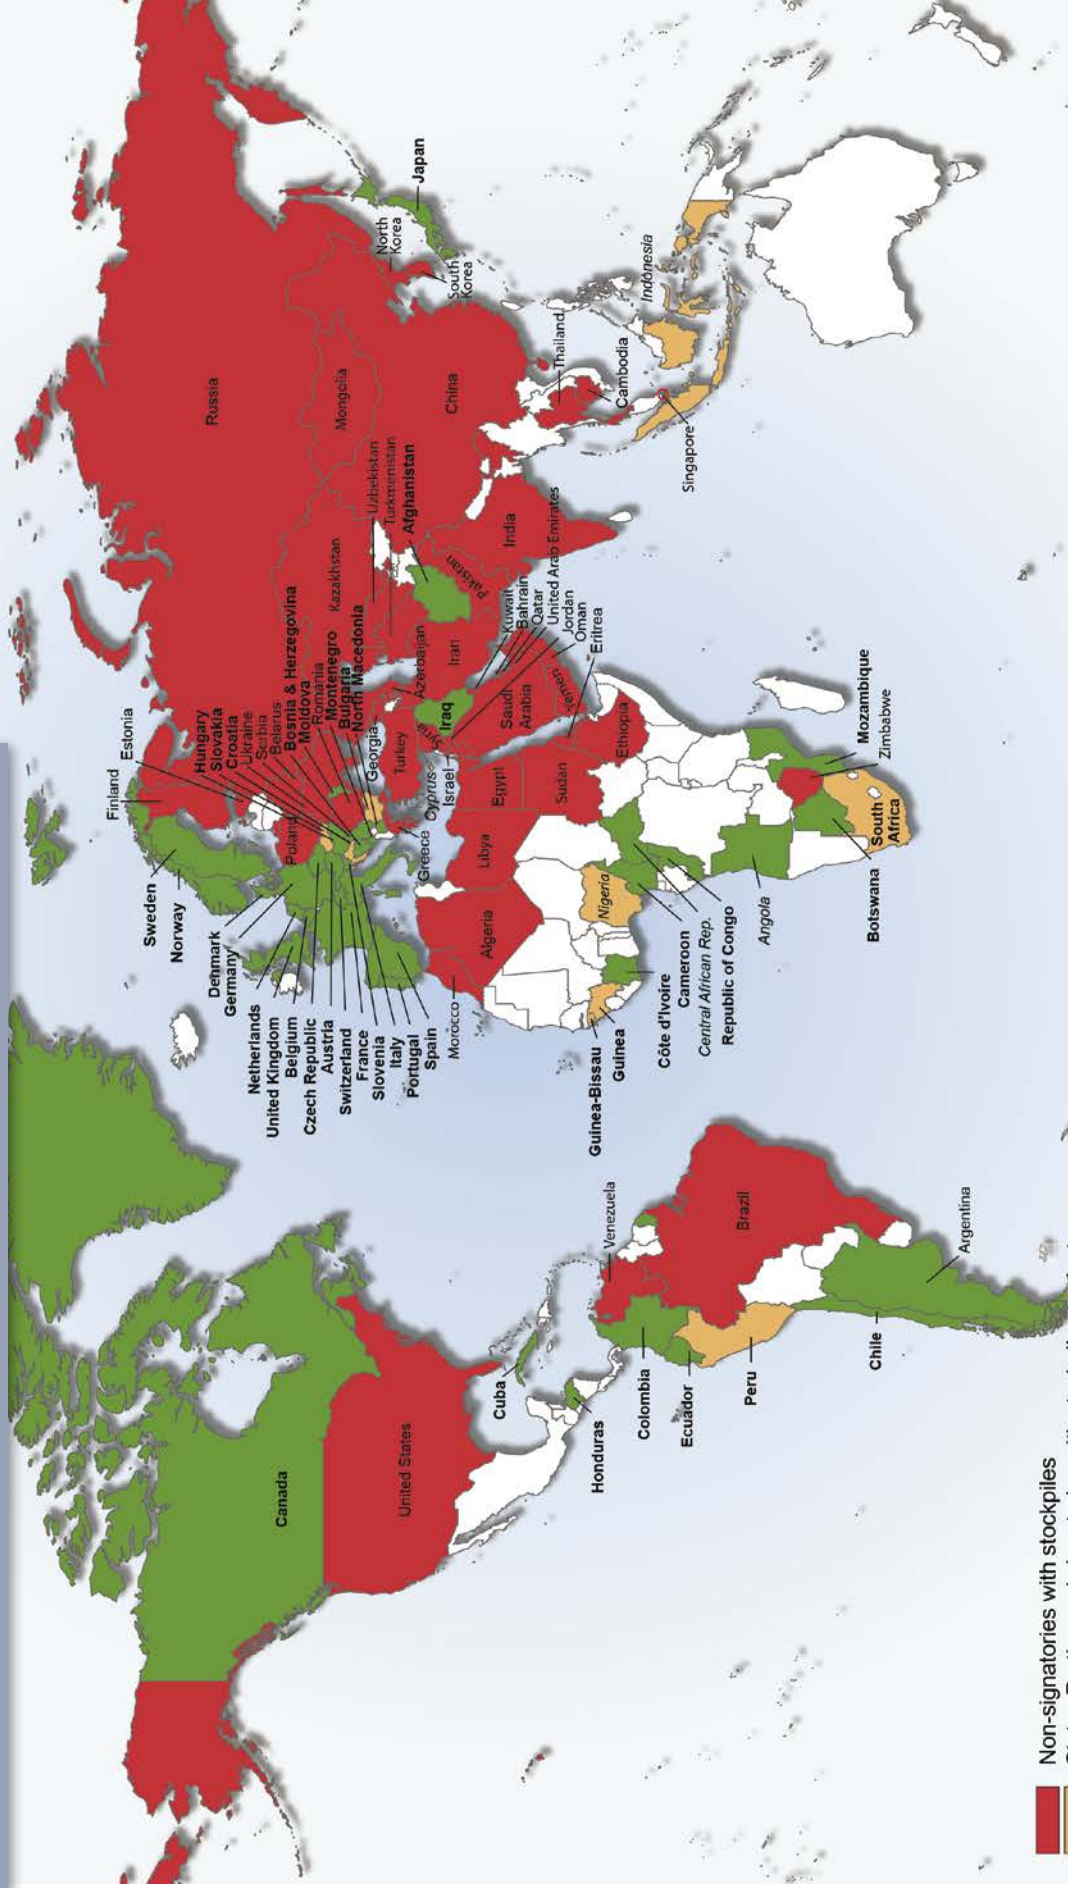 Canada
United States
Cuba
Honduras
Colombia
Ecuador
Peru
Chile
Venezuela
Brazil
Argentina
Sweden
Norway
Denmark
Germany
Netherlands
United Kingdom
Belgium
Czech Republic
Austria
Switzerland
France
Slovenia
Italy
Portugal
Spain
Morocco
Finland
Estonia
Hungary
Slovakia
Croatia
Ukraine
Serbia
Belarus
Bosnia & Herzegovina
Moldova
Romania
Montenegro
Bulgaria
North Macedonia
Poland
Georgia
Turkey
Greece
Cyprus
Syria
Israel
Iraq
Azerbaijan
Iran
Kazakhstan
Uzbekistan
Turkmenistan
Afghanistan
Pakistan
India
Russia
Mongolia
China
North
Korea
South
Korea
Japan
Kuwait
Bahrain
Qatar
United Arab Emirates
Jordan
Oman
Eritrea
Saudi
Arabia
Yemen
Algeria
Libya
Egypt
Sudan
Ethiopia
Nigeria
Guinea-Bissau
Guinea
Côte d'Ivoire
Cameroon
Central African Rep.
Republic of Congo
Angola
Botswana
South
Africa
Mozambique
Zimbabwe
Thailand
Cambodia
Singapore
Indonesia
Non-signatories with stockpiles